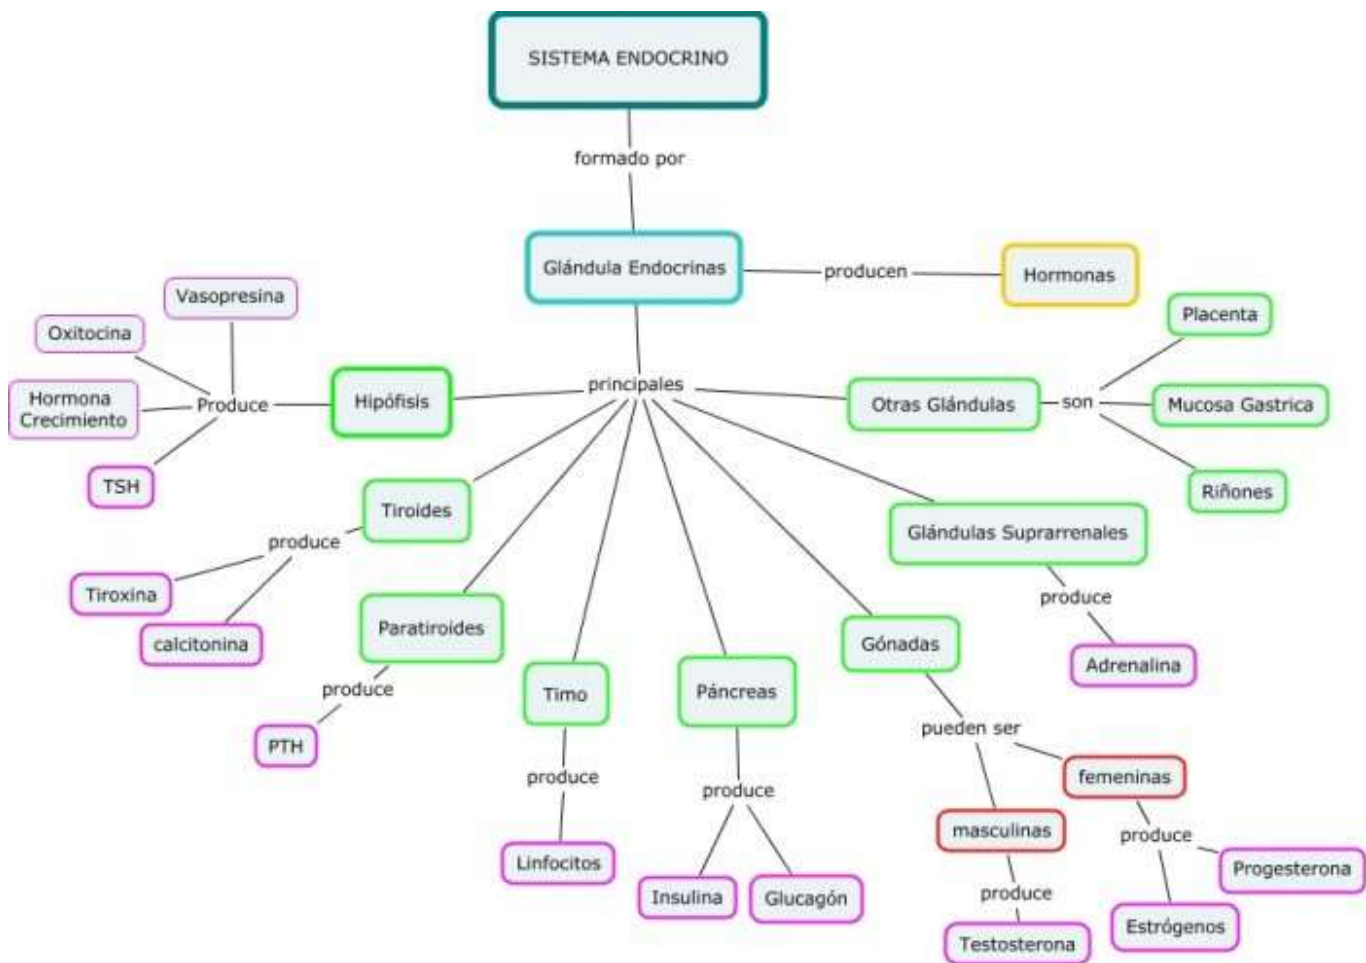 SISTEMA ENDOCRINO
formado por
Glándula Endocrinas
producen
Hormonas
Vasopresina
Oxitocina
Hormona
Crecimiento
TSH
Produce
Hipófisis
principales
Otras Glándulas
son
Placenta
Mucosa Gastrica
Riñones
Tiroides
produce
Tiroxina
calcitonina
Paratiroides
produce
PTH
Timo
produce
Linfocitos
Páncreas
produce
Insulina
Glucagón
Gónadas
pueden ser
masculinas
produce
Testosterona
femeninas
produce
Progesterona
Estrógenos
Glándulas Suprarrenales
produce
Adrenalina